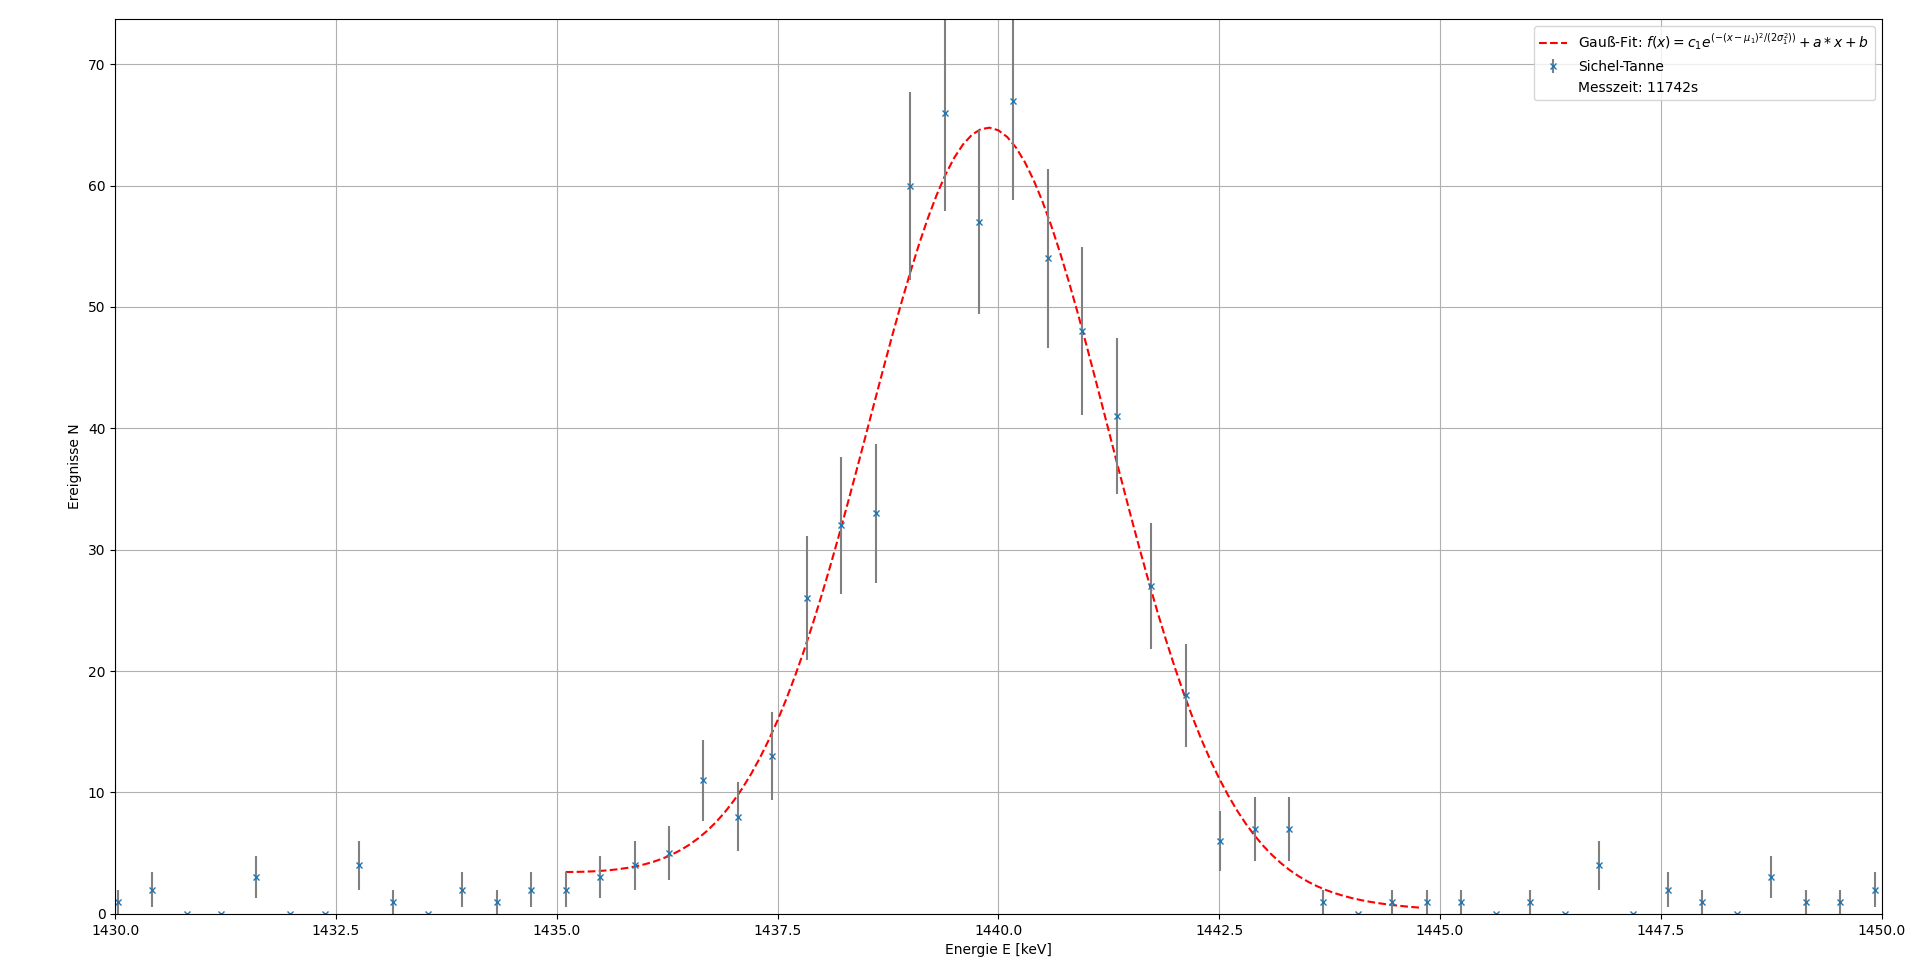 Gauß-Fit: f(x) = c₁e^(−(x−μ₁)²/(2σ₁²)) + a * x + b
Sichel-Tanne
Messzeit: 11742s
70
60
50
40
30
20
10
0
Ereignisse N
1430.0 1432.5 1435.0 1437.5 1440.0 1442.5 1445.0 1447.5 1450.0
Energie E [keV]